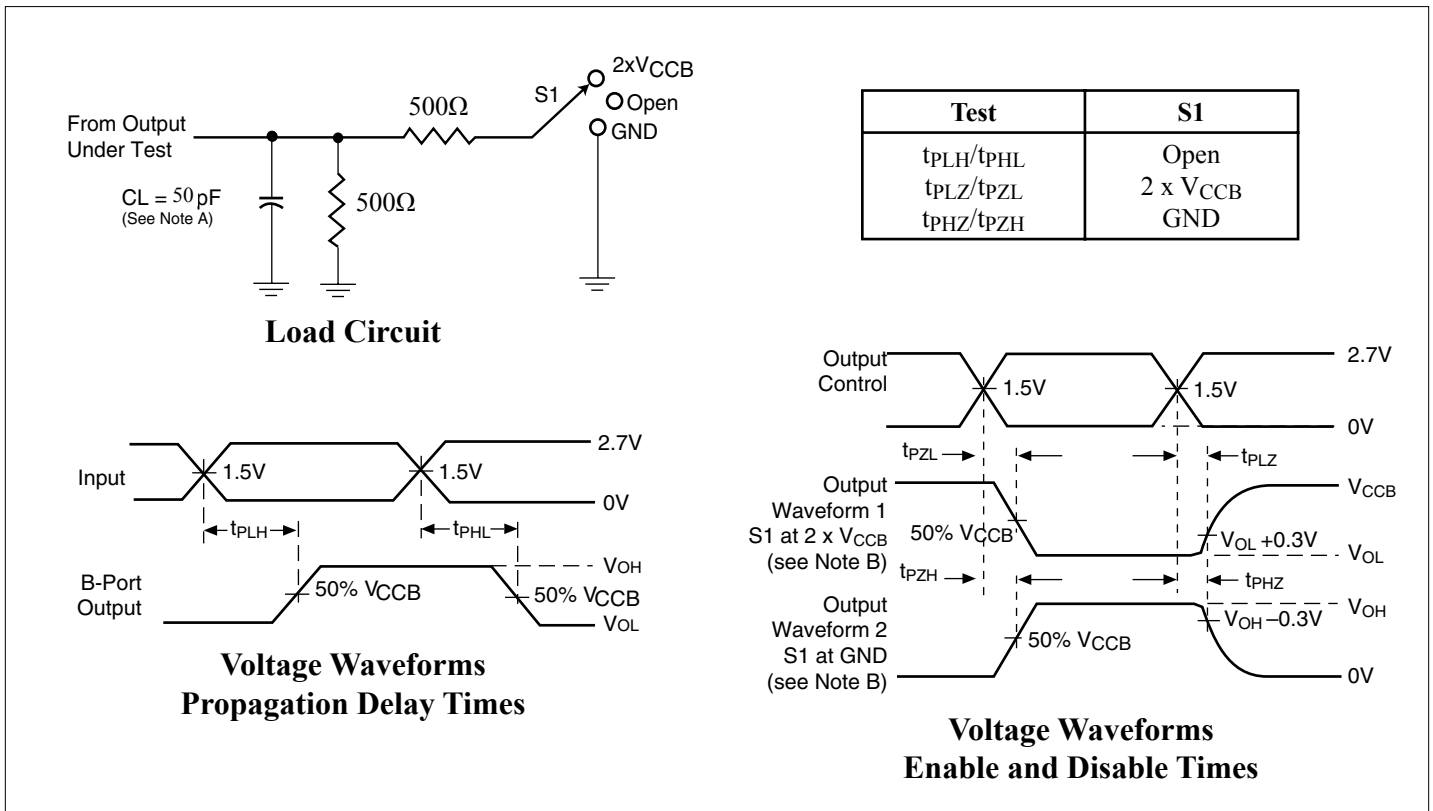 2xVCCB
S1
Open
GND
500Ω
From Output
Under Test
CL = 50 pF
(See Note A)
500Ω
Load Circuit
Test S1
tPLH/tPHL Open
tPLZ/tPZL 2 x VCCB
tPHZ/tPZH GND
Input
1.5V
1.5V
2.7V
0V
tPLH
tPHL
B-Port
Output
50% VCCB
50% VCCB
VOH
VOL
Voltage Waveforms
Propagation Delay Times
Output
Control
1.5V
1.5V
2.7V
0V
tPZL
tPLZ
Output
Waveform 1
S1 at 2 x VCCB
(see Note B)
50% VCCB
VCCB
VOL +0.3V
VOL
tPZH
tPHZ
Output
Waveform 2
S1 at GND
(see Note B)
50% VCCB
VOH
VOH −0.3V
0V
Voltage Waveforms
Enable and Disable Times